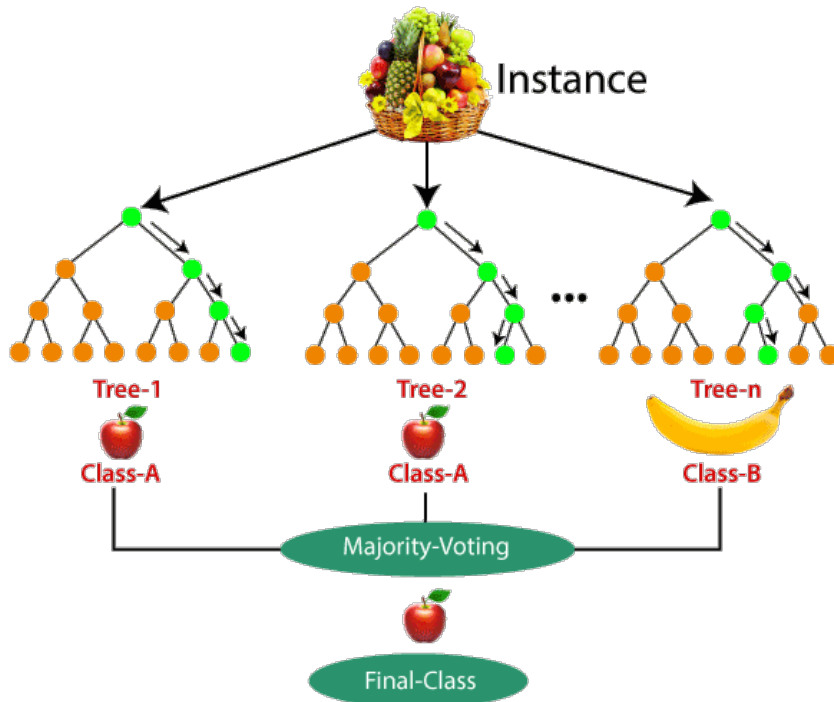 Instance
...
Tree-1
Tree-2
Tree-n
Class-A
Class-A
Class-B
Majority-Voting
Final-Class